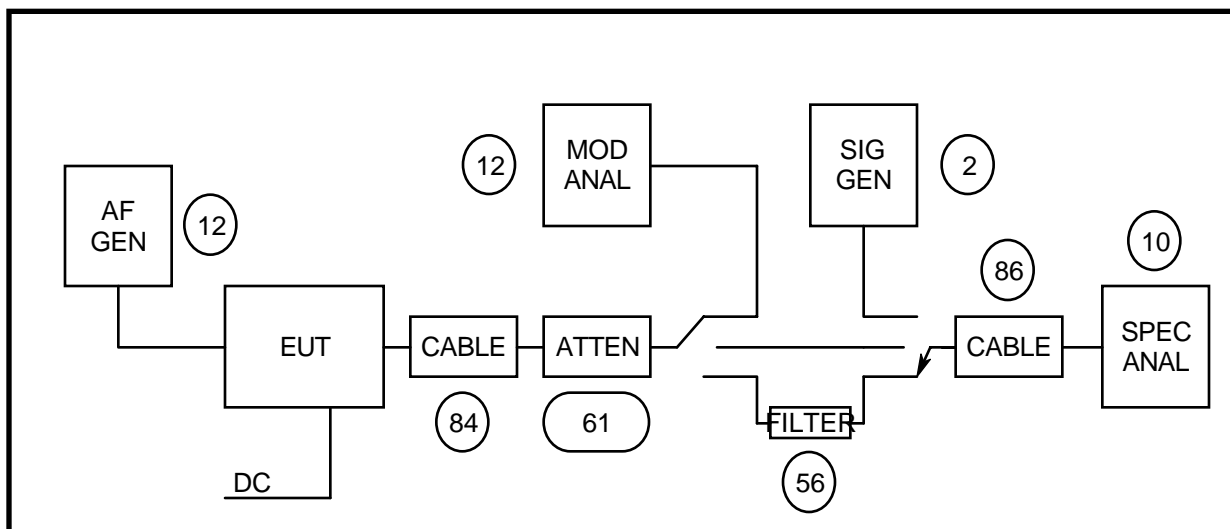 MOD
ANAL
12
SIG
GEN
2
AF
GEN
12
10
86
EUT
CABLE
ATTEN
CABLE
SPEC
ANAL
84
61
FILTER
56
DC